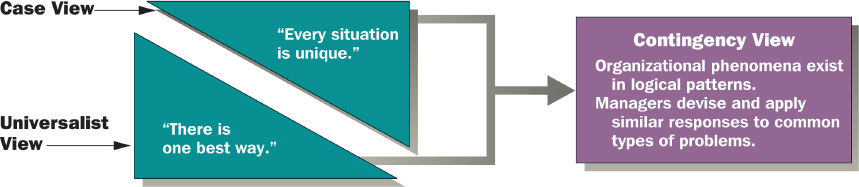 Case View
“Every situation
is unique.”
Universalist
View
“There is
one best way.”
Contingency View
Organizational phenomena exist
in logical patterns.
Managers devise and apply
similar responses to common
types of problems.